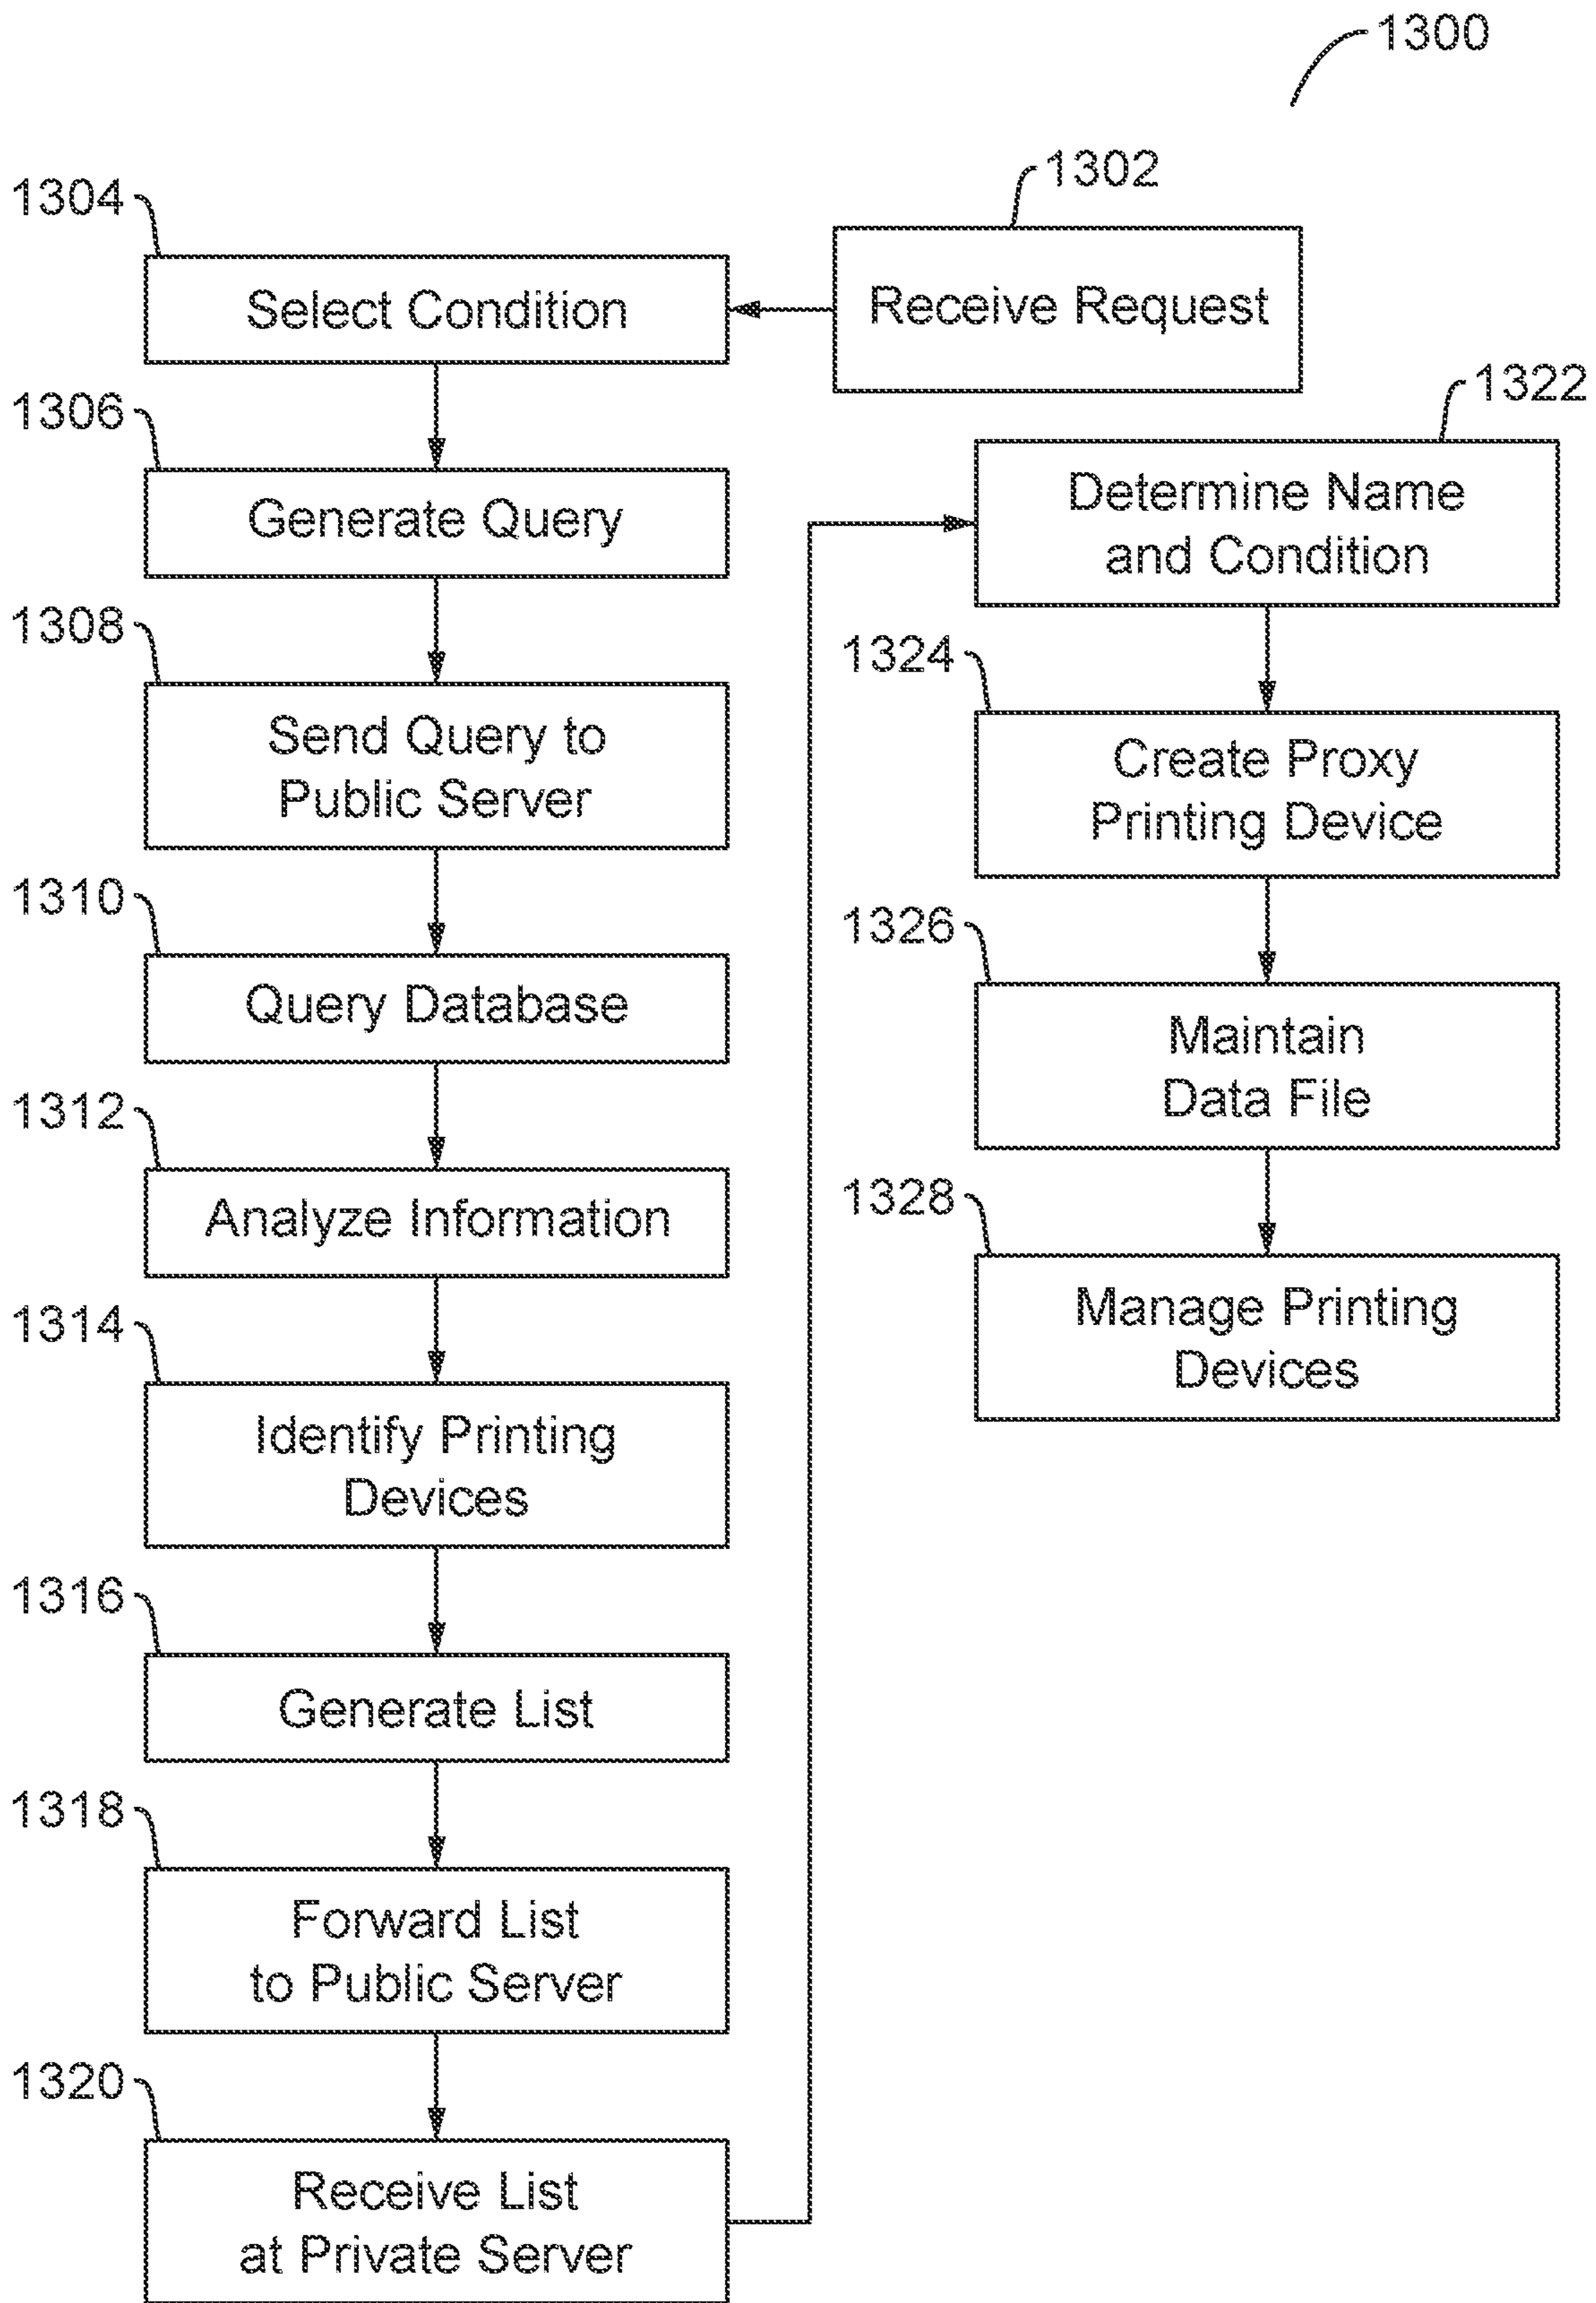 1300
1302
Receive Request
1304
Select Condition
1306
Generate Query
1308
Send Query to
Public Server
1310
Query Database
1312
Analyze Information
1314
Identify Printing
Devices
1316
Generate List
1318
Forward List
to Public Server
1320
Receive List
at Private Server
1322
Determine Name
and Condition
1324
Create Proxy
Printing Device
1326
Maintain
Data File
1328
Manage Printing
Devices